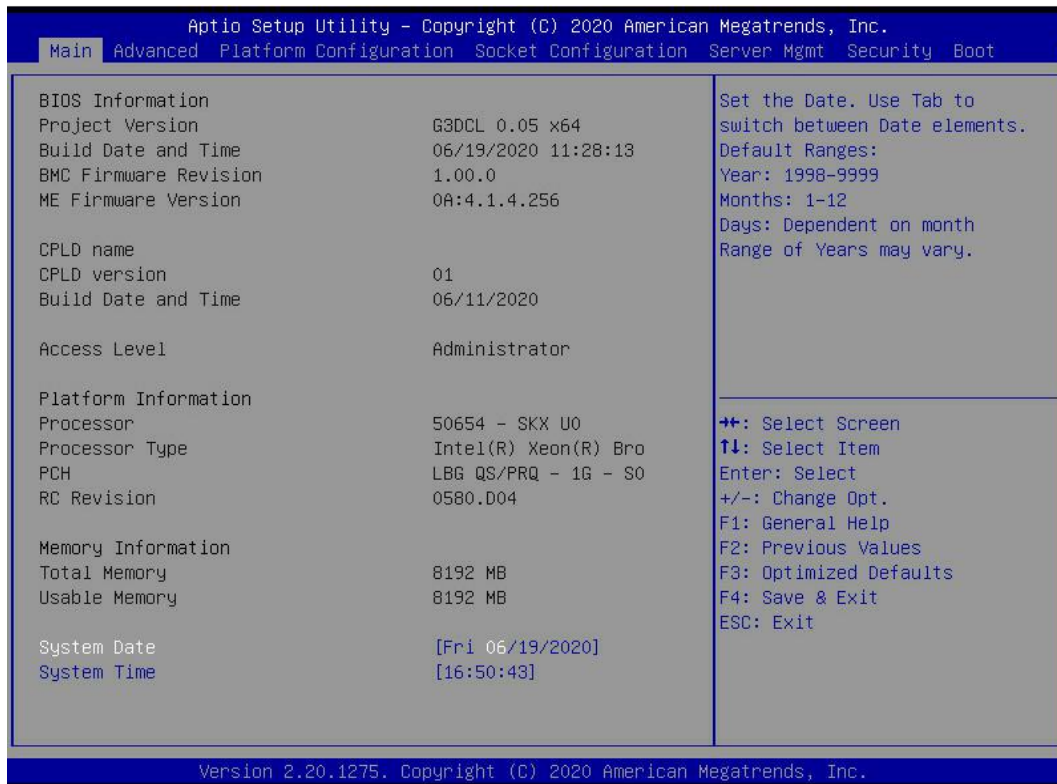 Aptio Setup Utility – Copyright (C) 2020 American Megatrends, Inc.
Main Advanced Platform Configuration Socket Configuration Server Mgmt Security Boot
BIOS Information
Project Version G3DCL 0.05 x64
Build Date and Time 06/19/2020 11:28:13
BMC Firmware Revision 1.00.0
ME Firmware Version 0A:4.1.4.256
CPLD name
CPLD version 01
Build Date and Time 06/11/2020
Access Level Administrator
Platform Information
Processor 50654 – SKX U0
Processor Type Intel(R) Xeon(R) Bro
PCH LBG QS/PRQ – 1G – S0
RC Revision 0580.D04
Memory Information
Total Memory 8192 MB
Usable Memory 8192 MB
System Date [Fri 06/19/2020]
System Time [16:50:43]
Set the Date. Use Tab to
switch between Date elements.
Default Ranges:
Year: 1998–9999
Months: 1–12
Days: Dependent on month
Range of Years may vary.
→←: Select Screen
↑↓: Select Item
Enter: Select
+/–: Change Opt.
F1: General Help
F2: Previous Values
F3: Optimized Defaults
F4: Save & Exit
ESC: Exit
Version 2.20.1275. Copyright (C) 2020 American Megatrends, Inc.